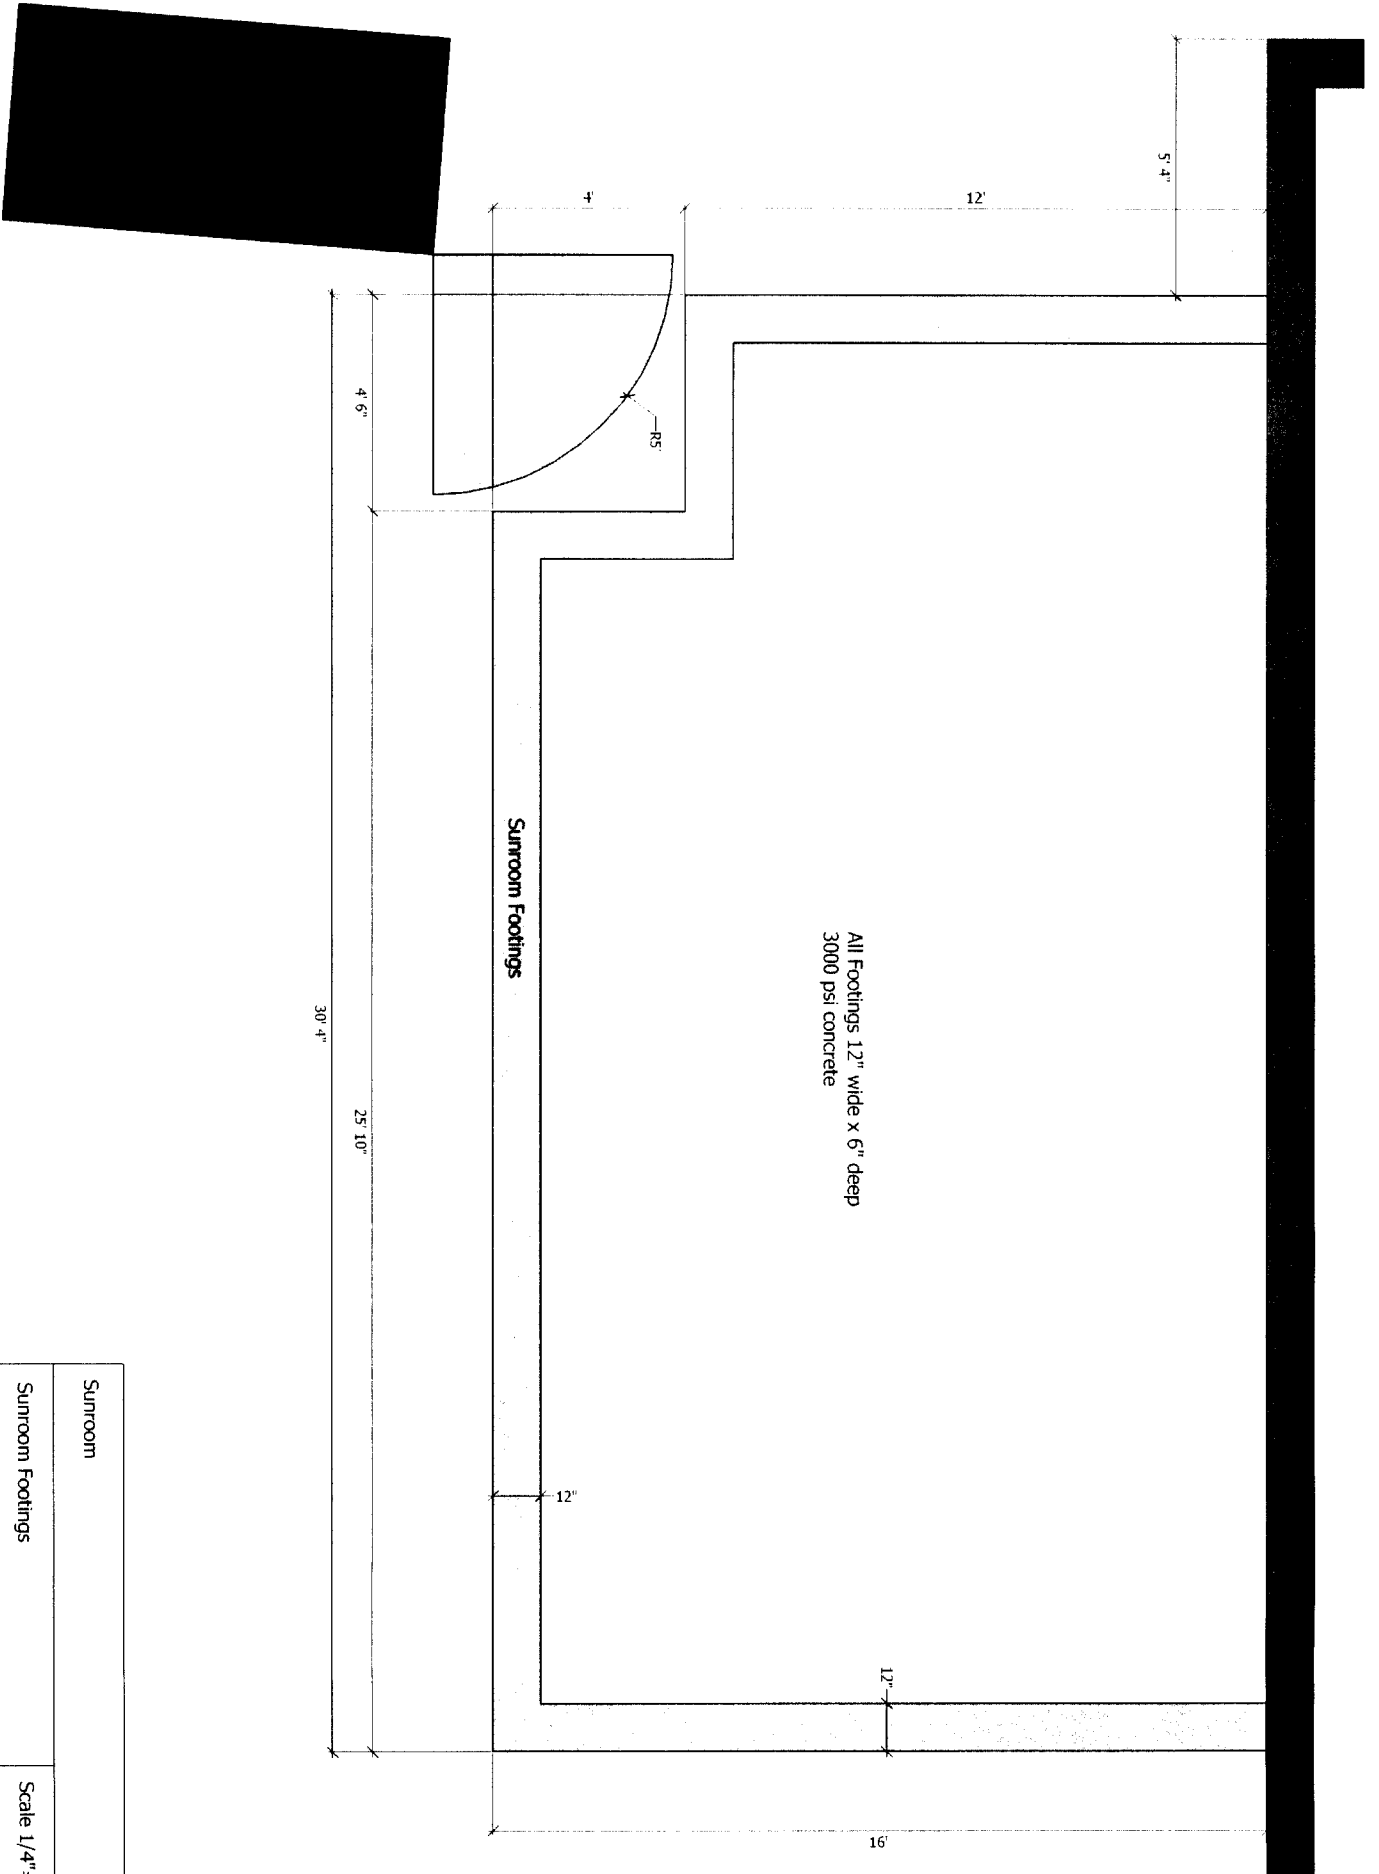 5' 4"
12'
4'
R5'
4' 6"
All Footings 12" wide x 6" deep
3000 psi concrete
Sunroom Footings
25' 10"
30' 4"
12"
12"
16'
Sunroom
Sunroom Footings
Scale 1/4"